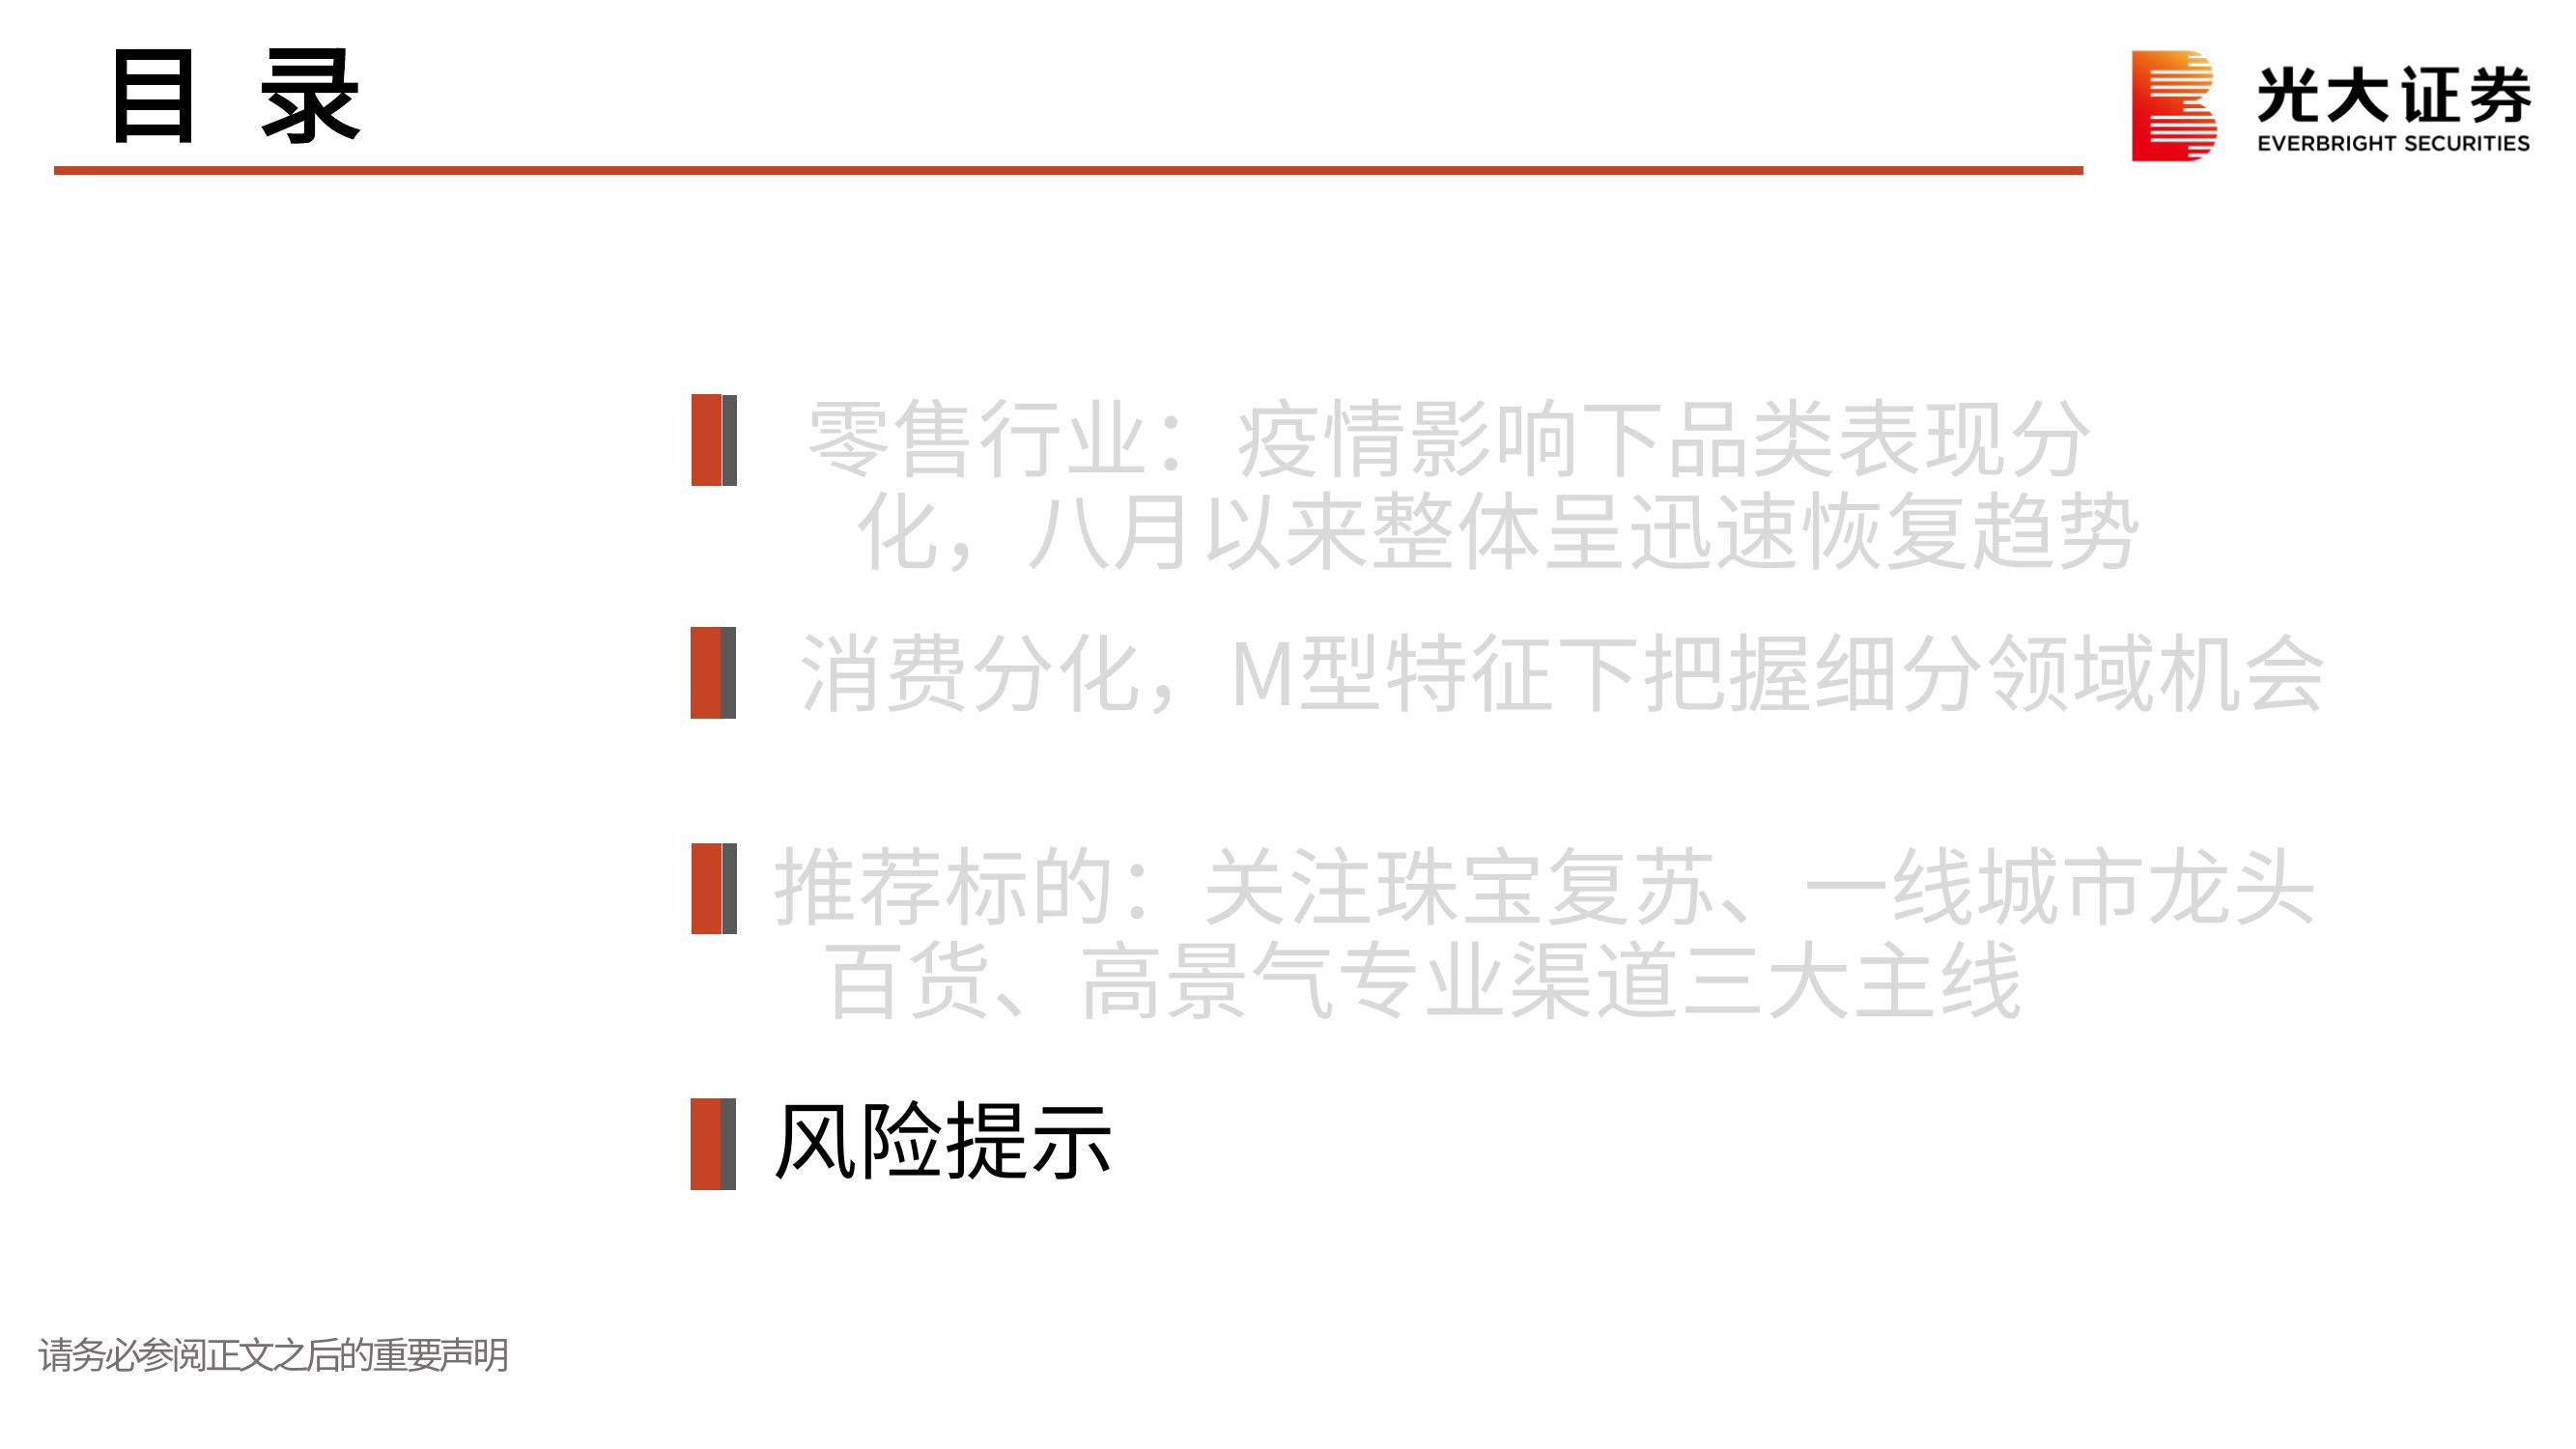 目 录
光大证券
EVERBRIGHT SECURITIES
零售行业：疫情影响下品类表现分
化，八月以来整体呈迅速恢复趋势
消费分化，M型特征下把握细分领域机会
推荐标的：关注珠宝复苏、一线城市龙头
百货、高景气专业渠道三大主线
风险提示
请务必参阅正文之后的重要声明